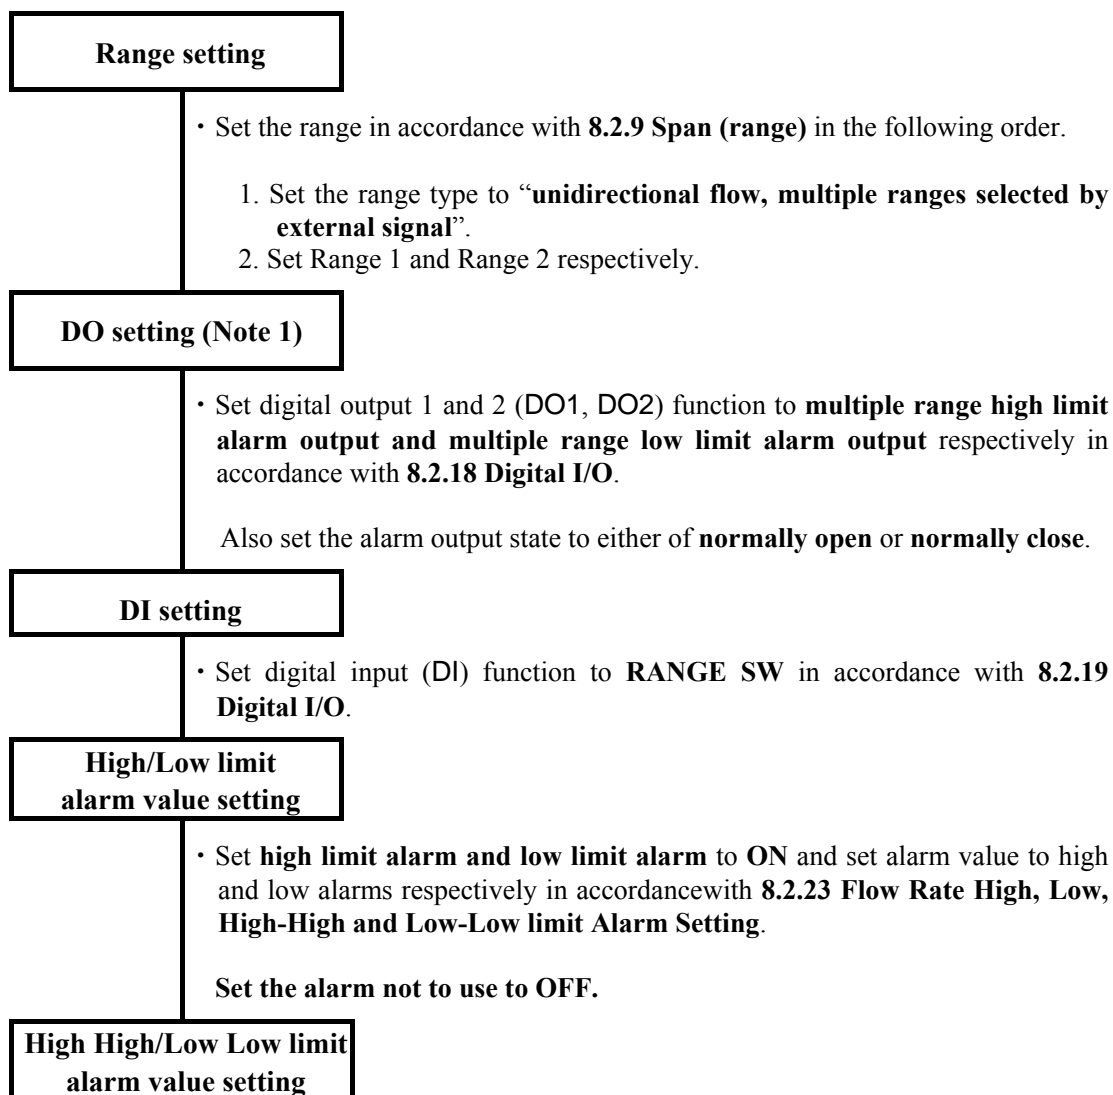 Range setting
・Set the range in accordance with 8.2.9 Span (range) in the following order.
1. Set the range type to “unidirectional flow, multiple ranges selected by
external signal”.
2. Set Range 1 and Range 2 respectively.
DO setting (Note 1)
・Set digital output 1 and 2 (DO1, DO2) function to multiple range high limit
alarm output and multiple range low limit alarm output respectively in
accordance with 8.2.18 Digital I/O.
Also set the alarm output state to either of normally open or normally close.
DI setting
・Set digital input (DI) function to RANGE SW in accordance with 8.2.19
Digital I/O.
High/Low limit
alarm value setting
・Set high limit alarm and low limit alarm to ON and set alarm value to high
and low alarms respectively in accordancewith 8.2.23 Flow Rate High, Low,
High-High and Low-Low limit Alarm Setting.
Set the alarm not to use to OFF.
High High/Low Low limit
alarm value setting